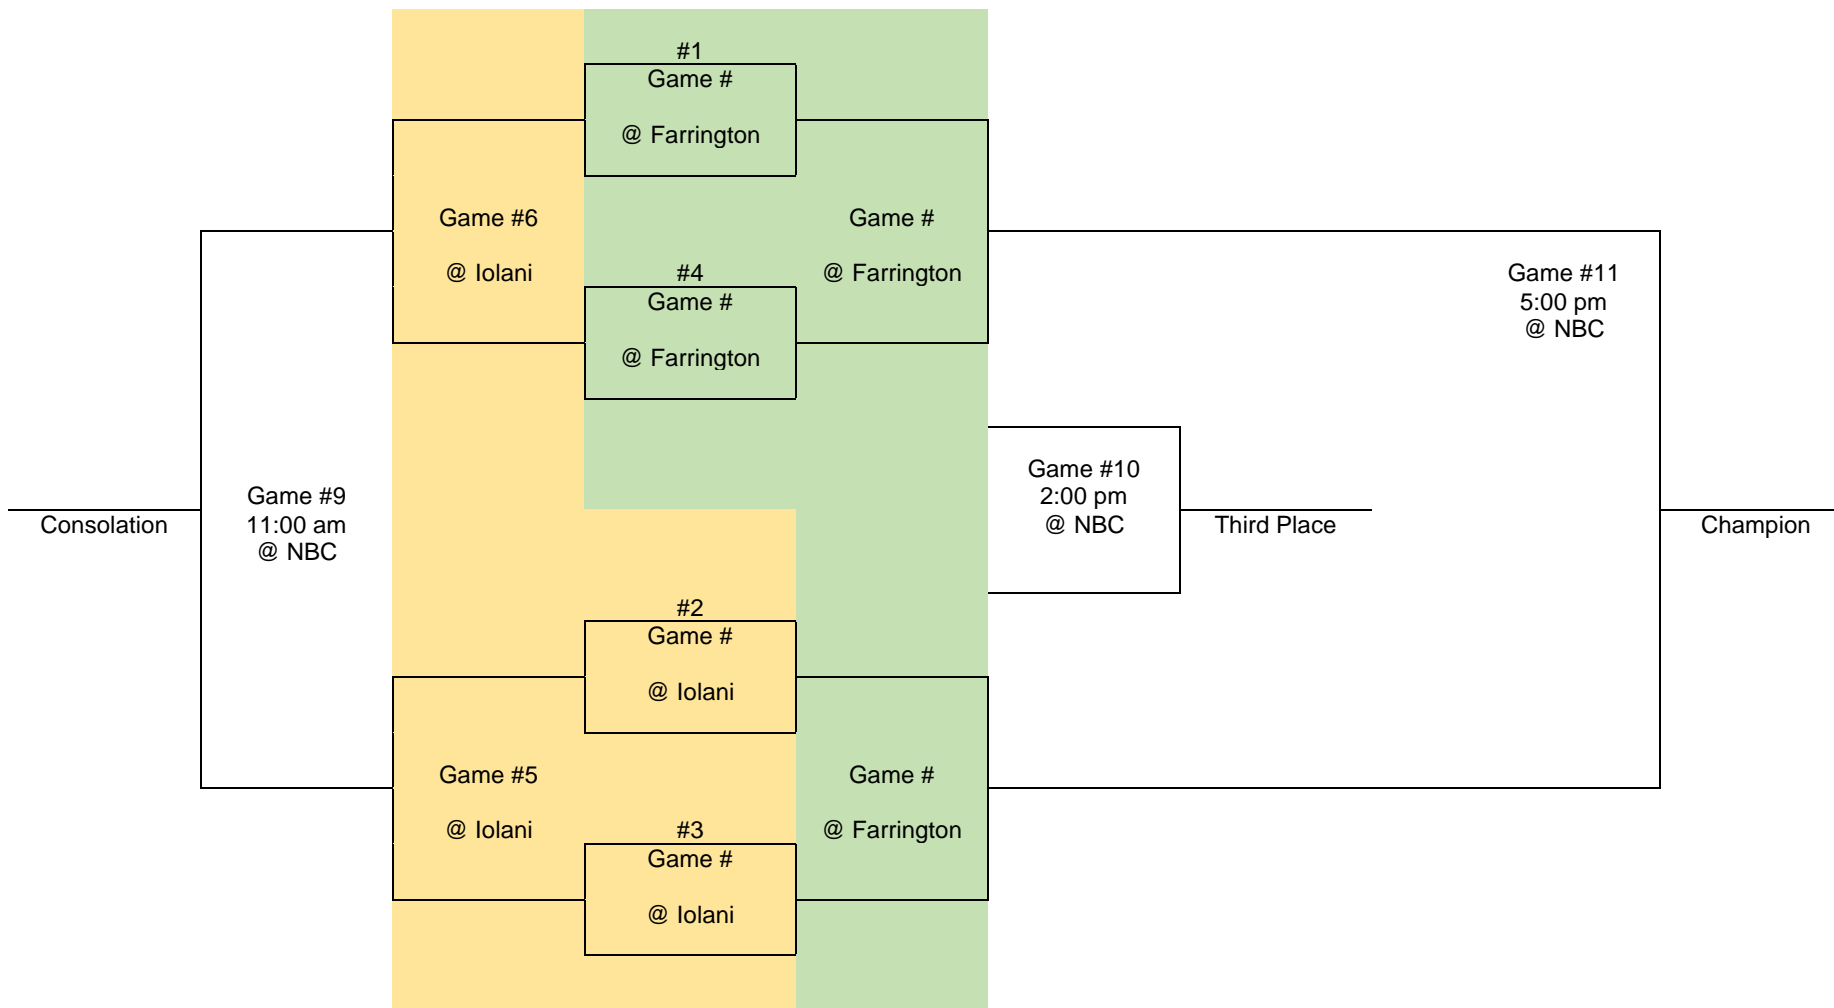 #1
Game #
@ Farrington
Game #6
@ Iolani
Game #
@ Farrington
#4
Game #
@ Farrington
Game #11
5:00 pm
@ NBC
Game #9
11:00 am
@ NBC
Consolation
Game #10
2:00 pm
@ NBC
Third Place
Champion
#2
Game #
@ Iolani
Game #5
@ Iolani
Game #
@ Farrington
#3
Game #
@ Iolani